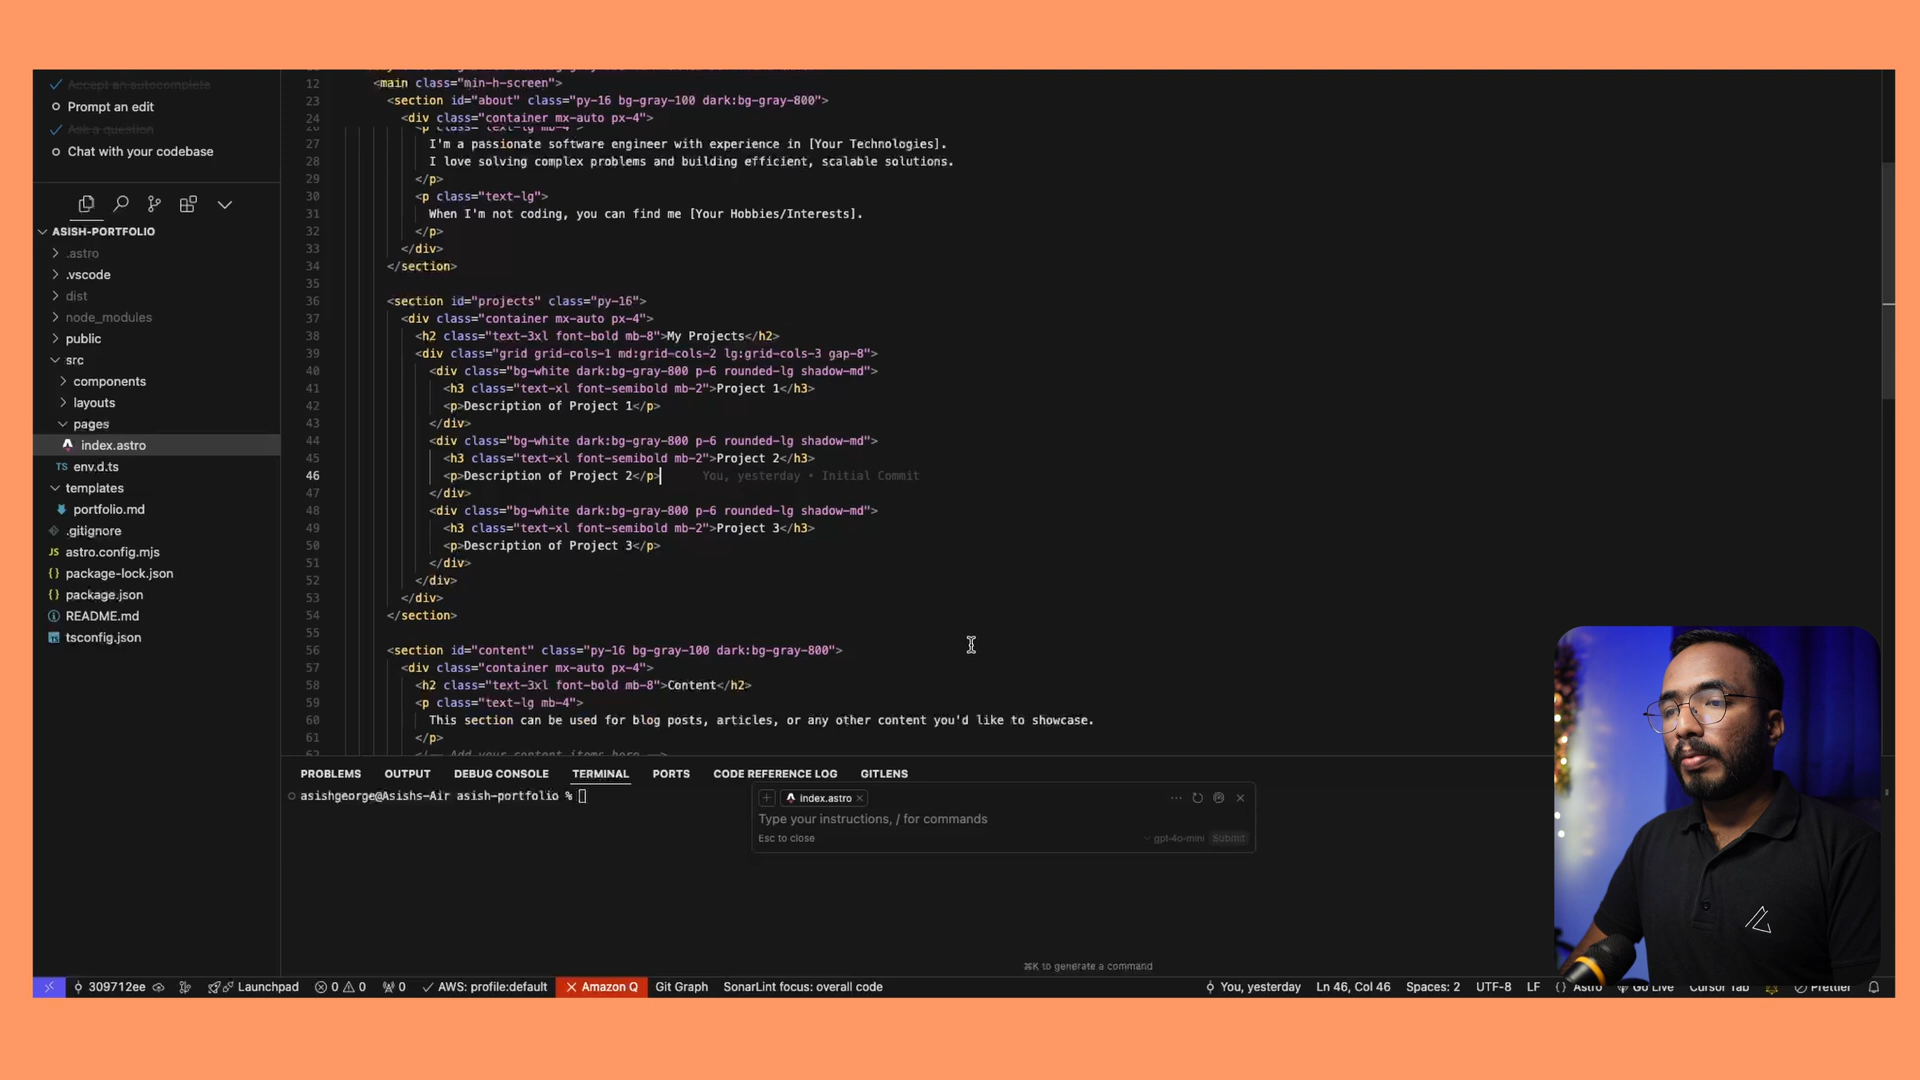 Accept an autocomplete
Prompt an edit
Ask a question
Chat with your codebase
ASISH-PORTFOLIO
.astro
.vscode
dist
node_modules
public
src
components
layouts
pages
index.astro
TS env.d.ts
templates
portfolio.md
.gitignore
JS astro.config.mjs
{} package-lock.json
{} package.json
README.md
tsconfig.json
12 <main class="min-h-screen">
23 <section id="about" class="py-16 bg-gray-100 dark:bg-gray-800">
24 <div class="container mx-auto px-4">
<p class="text-lg mb-4">
27 I'm a passionate software engineer with experience in [Your Technologies].
28 I love solving complex problems and building efficient, scalable solutions.
29 </p>
30 <p class="text-lg">
31 When I'm not coding, you can find me [Your Hobbies/Interests].
32 </p>
33 </div>
34 </section>
35
36 <section id="projects" class="py-16">
37 <div class="container mx-auto px-4">
38 <h2 class="text-3xl font-bold mb-8">My Projects</h2>
39 <div class="grid grid-cols-1 md:grid-cols-2 lg:grid-cols-3 gap-8">
40 <div class="bg-white dark:bg-gray-800 p-6 rounded-lg shadow-md">
41 <h3 class="text-xl font-semibold mb-2">Project 1</h3>
42 <p>Description of Project 1</p>
43 </div>
44 <div class="bg-white dark:bg-gray-800 p-6 rounded-lg shadow-md">
45 <h3 class="text-xl font-semibold mb-2">Project 2</h3>
46 <p>Description of Project 2</p> You, yesterday • Initial Commit
47 </div>
48 <div class="bg-white dark:bg-gray-800 p-6 rounded-lg shadow-md">
49 <h3 class="text-xl font-semibold mb-2">Project 3</h3>
50 <p>Description of Project 3</p>
51 </div>
52 </div>
53 </div>
54 </section>
55
56 <section id="content" class="py-16 bg-gray-100 dark:bg-gray-800">
57 <div class="container mx-auto px-4">
58 <h2 class="text-3xl font-bold mb-8">Content</h2>
59 <p class="text-lg mb-4">
60 This section can be used for blog posts, articles, or any other content you'd like to showcase.
61 </p>
62 <!-- Add your content items here -->
PROBLEMS OUTPUT DEBUG CONSOLE TERMINAL PORTS CODE REFERENCE LOG GITLENS
asishgeorge@Asishs-Air asish-portfolio %
index.astro
Type your instructions, / for commands
Esc to close gpt-4o-mini Submit
⌘K to generate a command
309712ee Launchpad 0 0 0 AWS: profile:default Amazon Q Git Graph SonarLint focus: overall code You, yesterday Ln 46, Col 46 Spaces: 2 UTF-8 LF {} Astro Go Live Cursor Tab Prettier